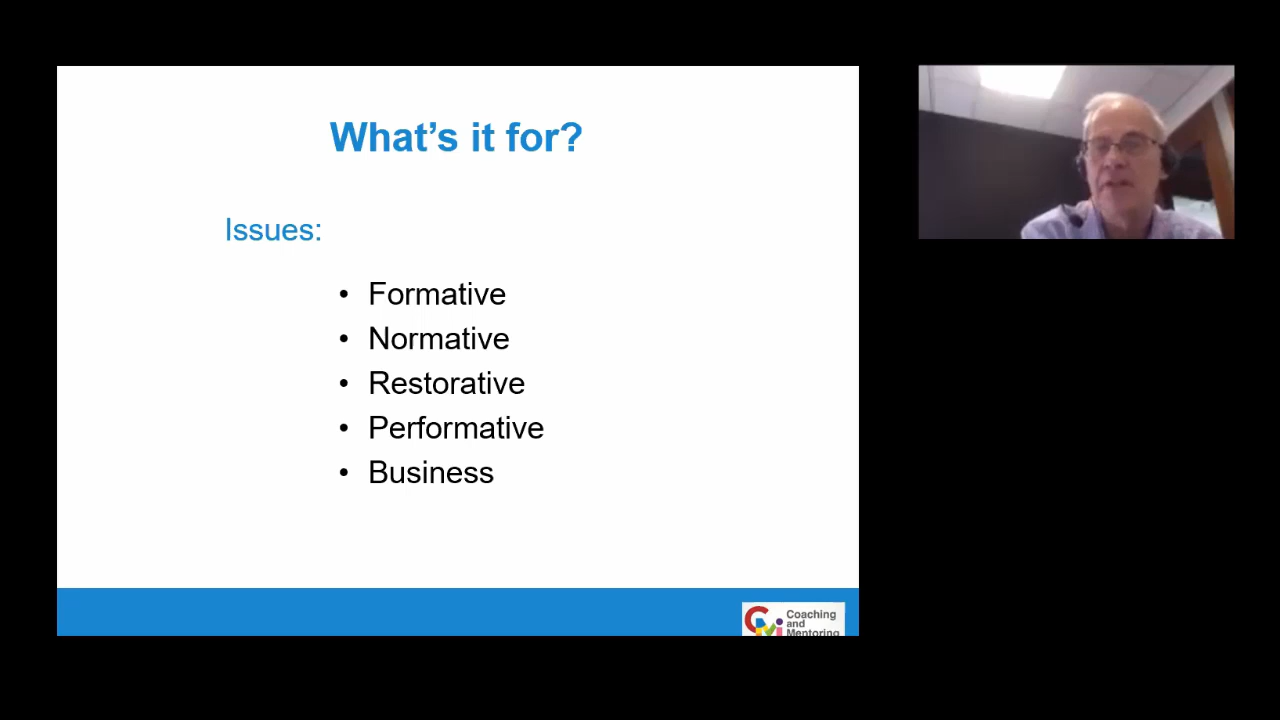 What's it for?
Issues:
• Formative
• Normative
• Restorative
• Performative
• Business
Coaching
and
Mentoring